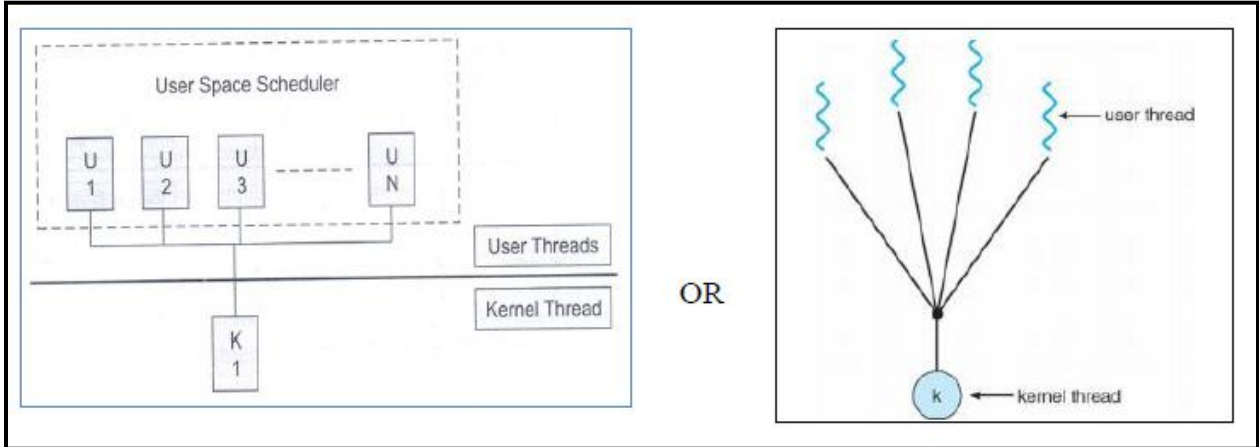 User Space Scheduler
U
1
U
2
U
3
U
N
User Threads
Kernel Thread
K
1
OR
user thread
k
kernel thread